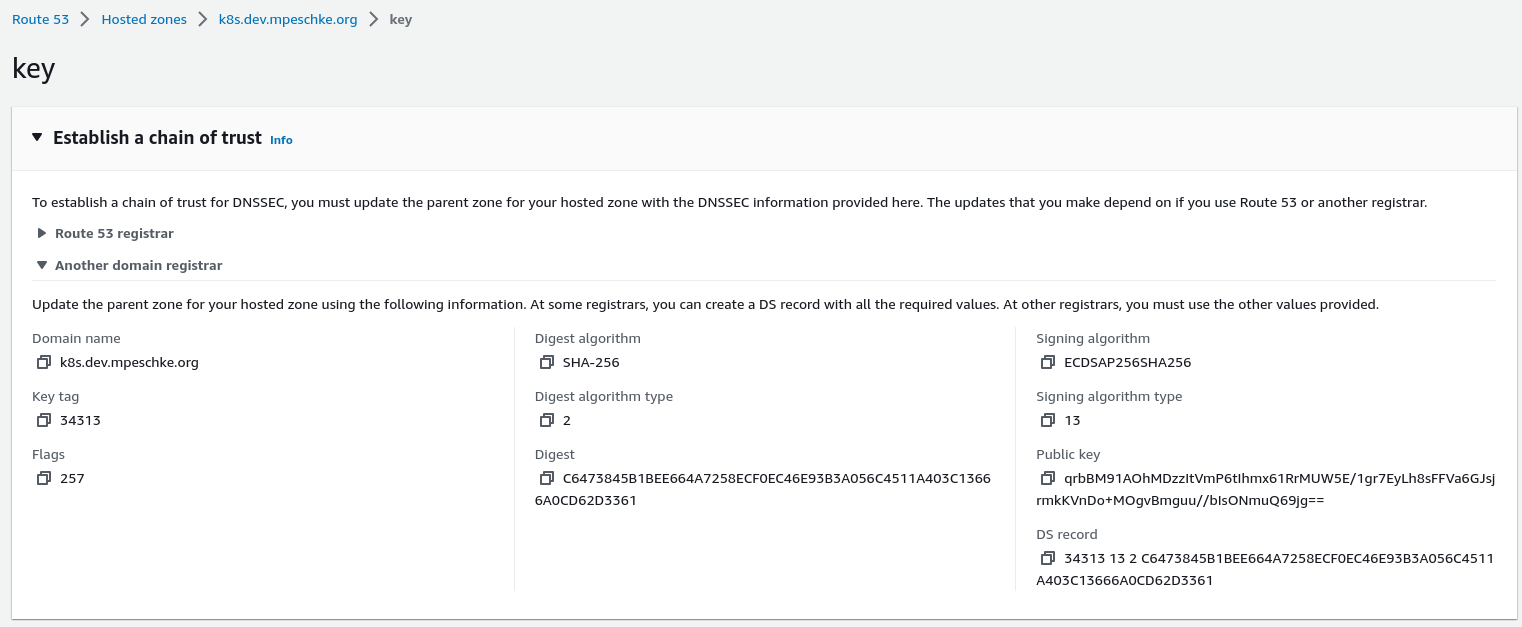 Route 53 > Hosted zones > k8s.dev.mpeschke.org > key
key
Establish a chain of trust Info
To establish a chain of trust for DNSSEC, you must update the parent zone for your hosted zone with the DNSSEC information provided here. The updates that you make depend on if you use Route 53 or another registrar.
Route 53 registrar
Another domain registrar
Update the parent zone for your hosted zone using the following information. At some registrars, you can create a DS record with all the required values. At other registrars, you must use the other values provided.
Domain name
k8s.dev.mpeschke.org
Key tag
34313
Flags
257
Digest algorithm
SHA-256
Digest algorithm type
2
Digest
C6473845B1BEE664A7258ECF0EC46E93B3A056C4511A403C1366
6A0CD62D3361
Signing algorithm
ECDSAP256SHA256
Signing algorithm type
13
Public key
qrbBM91AOhMDzzItVmP6tIhmx61RrMUW5E/1gr7EyLh8sFFVa6GJsj
rmkKVnDo+MOgvBmguu//bIsONmuQ69jg==
DS record
34313 13 2 C6473845B1BEE664A7258ECF0EC46E93B3A056C4511
A403C13666A0CD62D3361